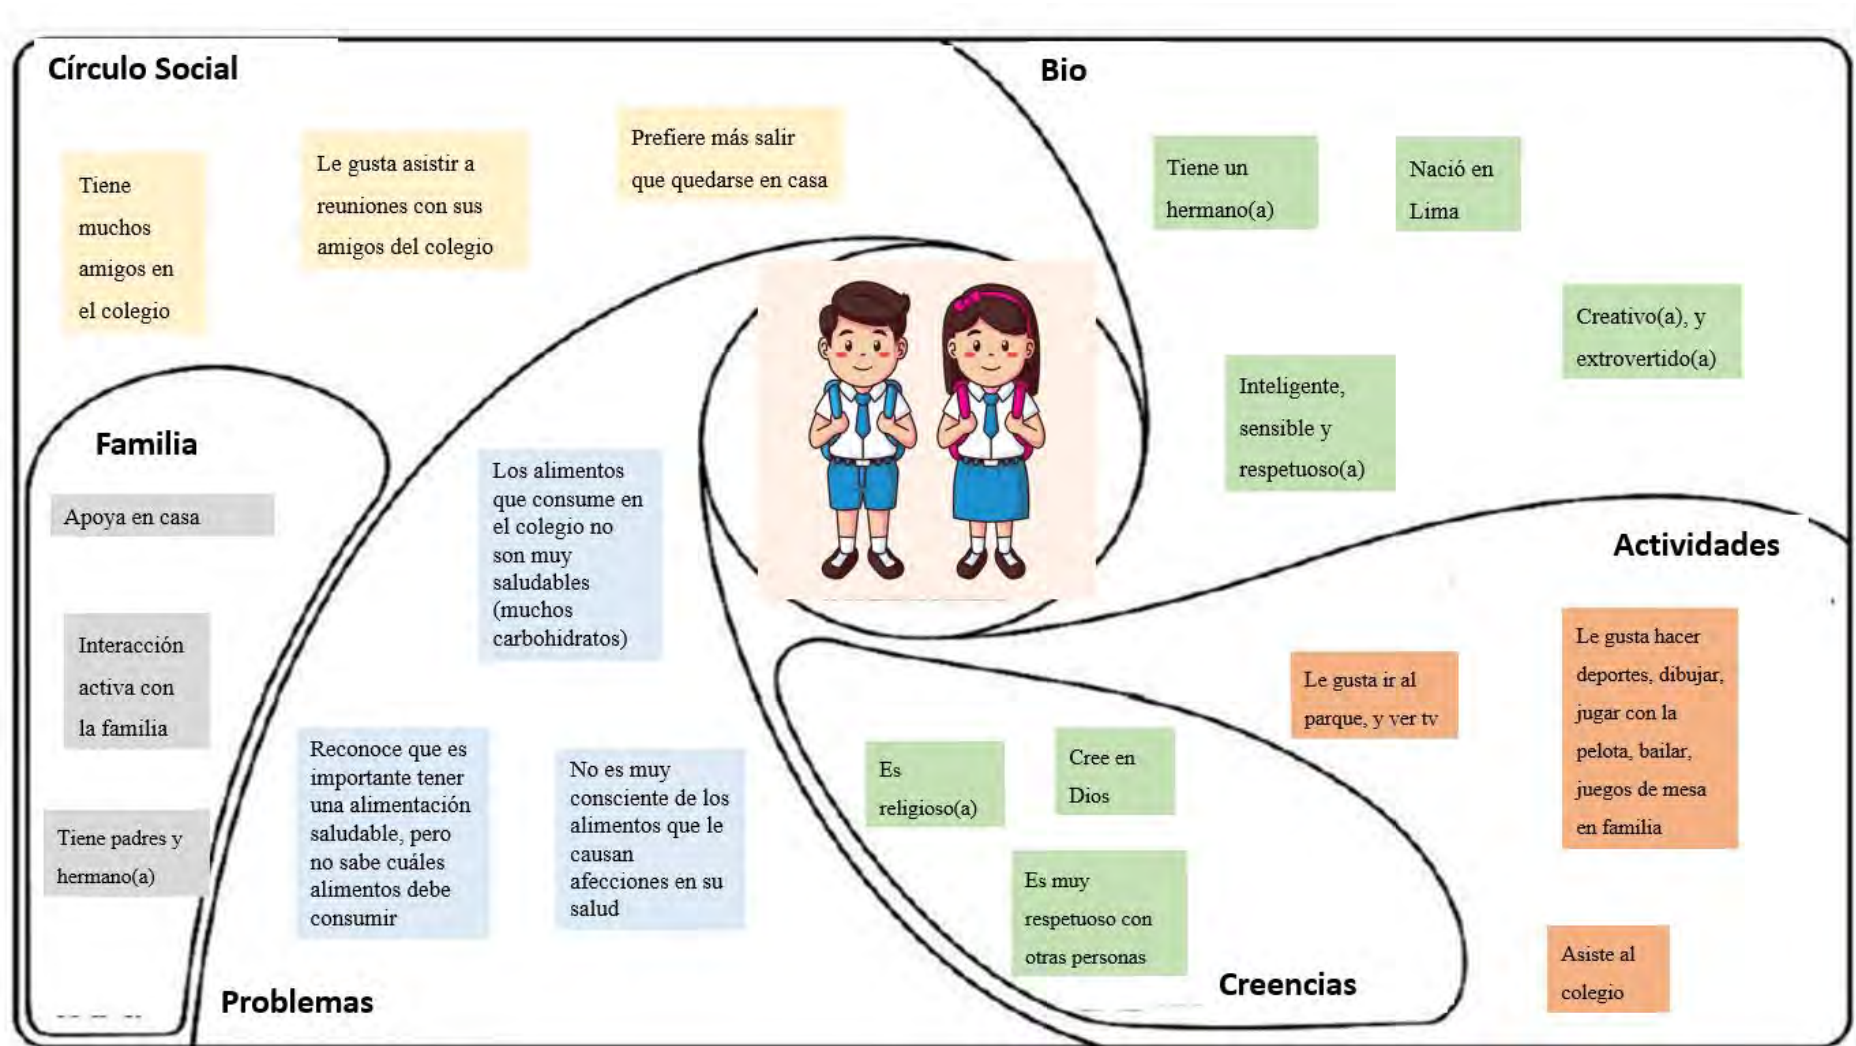 Círculo Social
Tiene
muchos
amigos en
el colegio
Le gusta asistir a
reuniones con sus
amigos del colegio
Prefiere más salir
que quedarse en casa
Bio
Tiene un
hermano(a)
Nació en
Lima
Creativo(a), y
extrovertido(a)
Inteligente,
sensible y
respetuoso(a)
Familia
Apoya en casa
Interacción
activa con
la familia
Tiene padres y
hermano(a)
Los alimentos
que consume en
el colegio no
son muy
saludables
(muchos
carbohidratos)
Reconoce que es
importante tener
una alimentación
saludable, pero
no sabe cuáles
alimentos debe
consumir
No es muy
consciente de los
alimentos que le
causan
afecciones en su
salud
Problemas
Es
religioso(a)
Cree en
Dios
Es muy
respetuoso con
otras personas
Creencias
Actividades
Le gusta ir al
parque, y ver tv
Le gusta hacer
deportes, dibujar,
jugar con la
pelota, bailar,
juegos de mesa
en familia
Asiste al
colegio